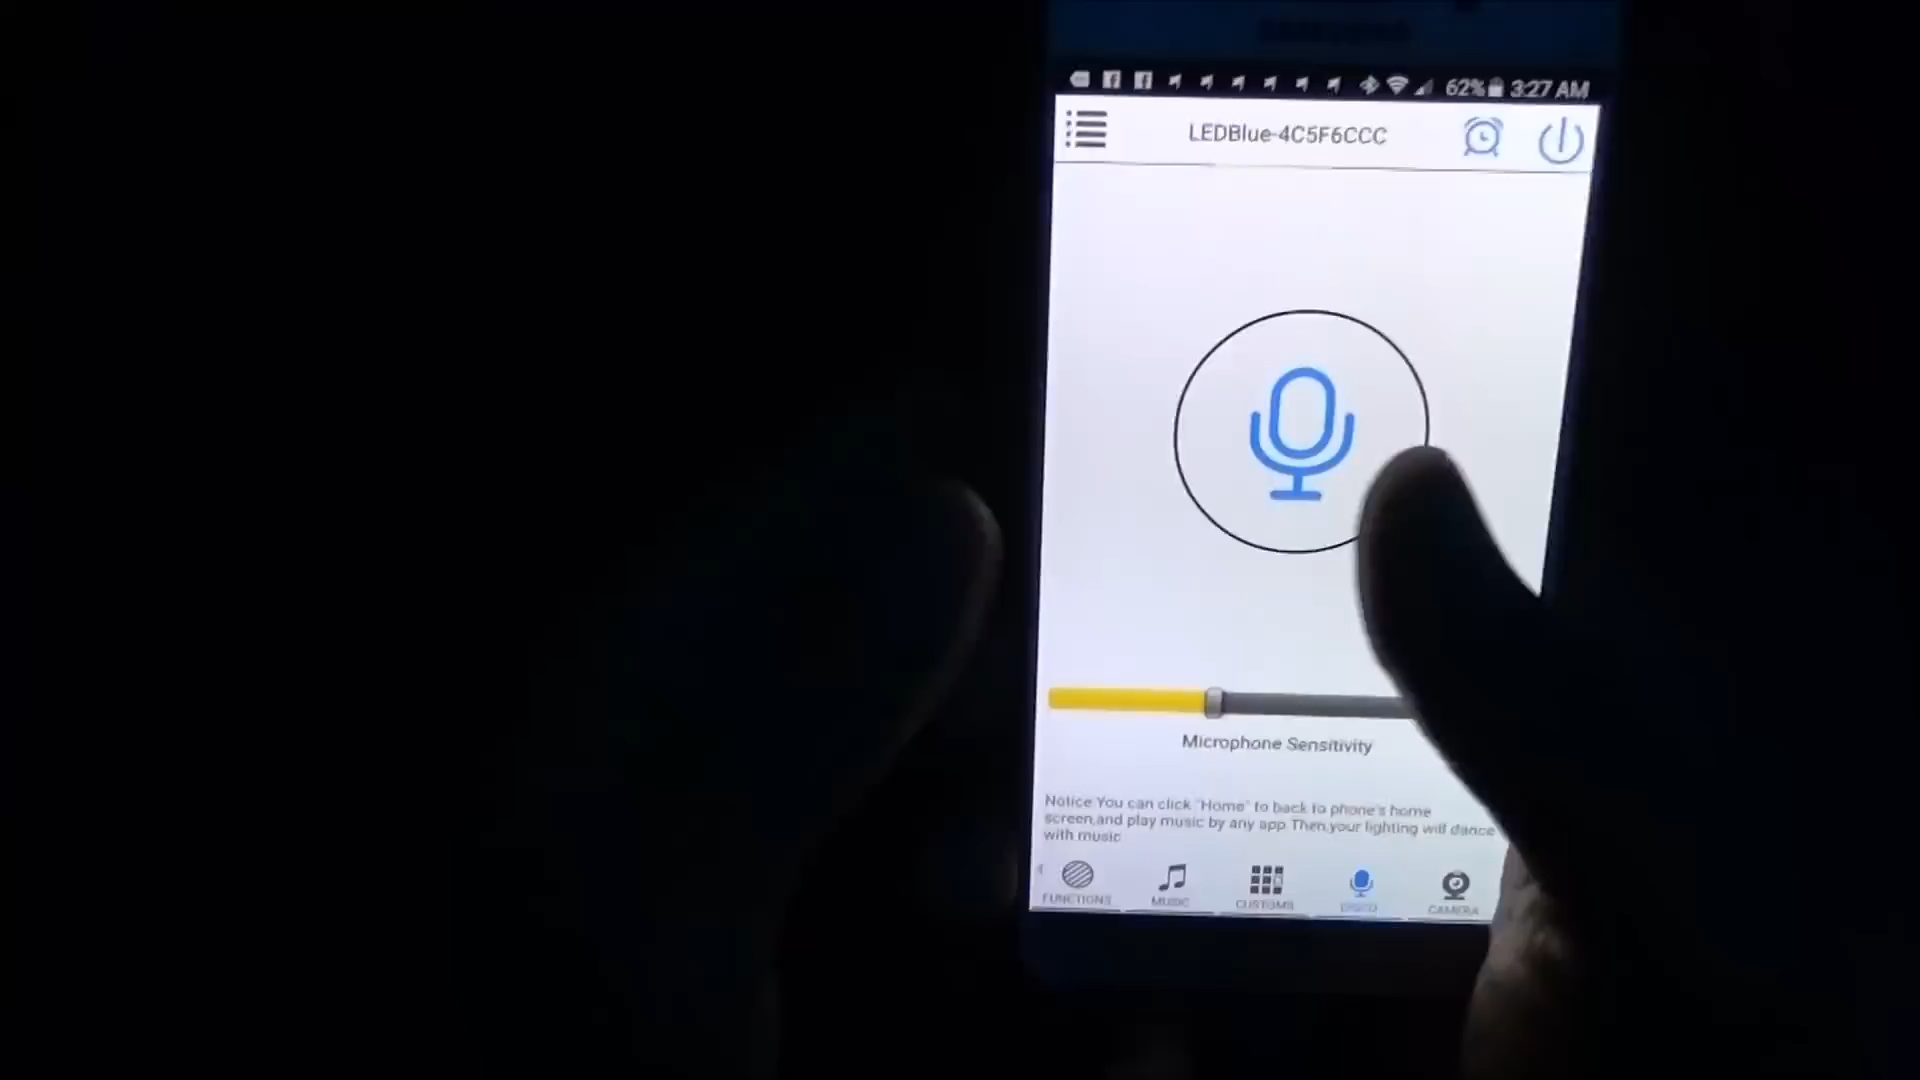 SAMSUNG
62% 3:27 AM
LEDBlue-4C5F6CCC
Microphone Sensitivity
Notice:You can click "Home" to back to phone's home
screen,and play music by any app.Then,your lighting will dance
with music
FUNCTIONS MUSIC CUSTOMS DISCO CAMERA